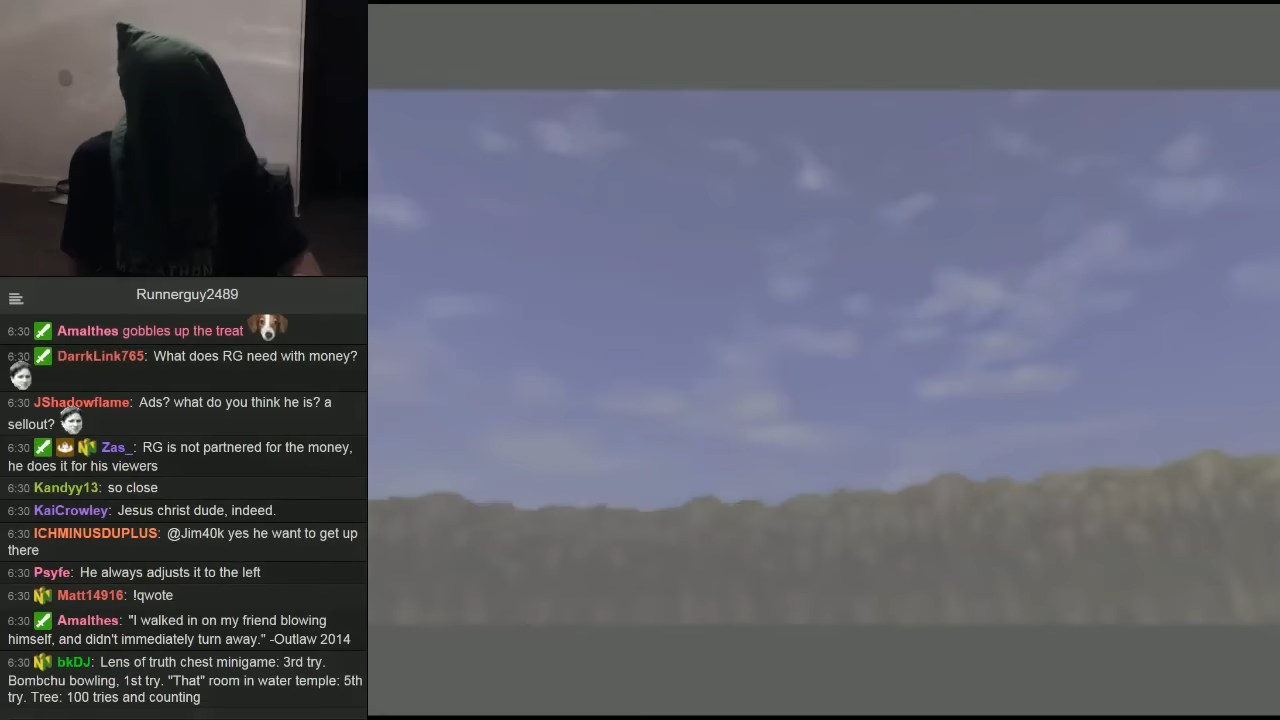 Runnerguy2489
6:30 Amalthes gobbles up the treat
6:30 DarrkLink765: What does RG need with money?
6:30 JShadowflame: Ads? what do you think he is? a
sellout?
6:30 Zas_: RG is not partnered for the money,
he does it for his viewers
6:30 Kandyy13: so close
6:30 KaiCrowley: Jesus christ dude, indeed.
6:30 ICHMINUSDUPLUS: @Jim40k yes he want to get up
there
6:30 Psyfe: He always adjusts it to the left
6:30 Matt14916: !qwote
6:30 Amalthes: "I walked in on my friend blowing
himself, and didn't immediately turn away." -Outlaw 2014
6:30 bkDJ: Lens of truth chest minigame: 3rd try.
Bombchu bowling, 1st try. "That" room in water temple: 5th
try. Tree: 100 tries and counting